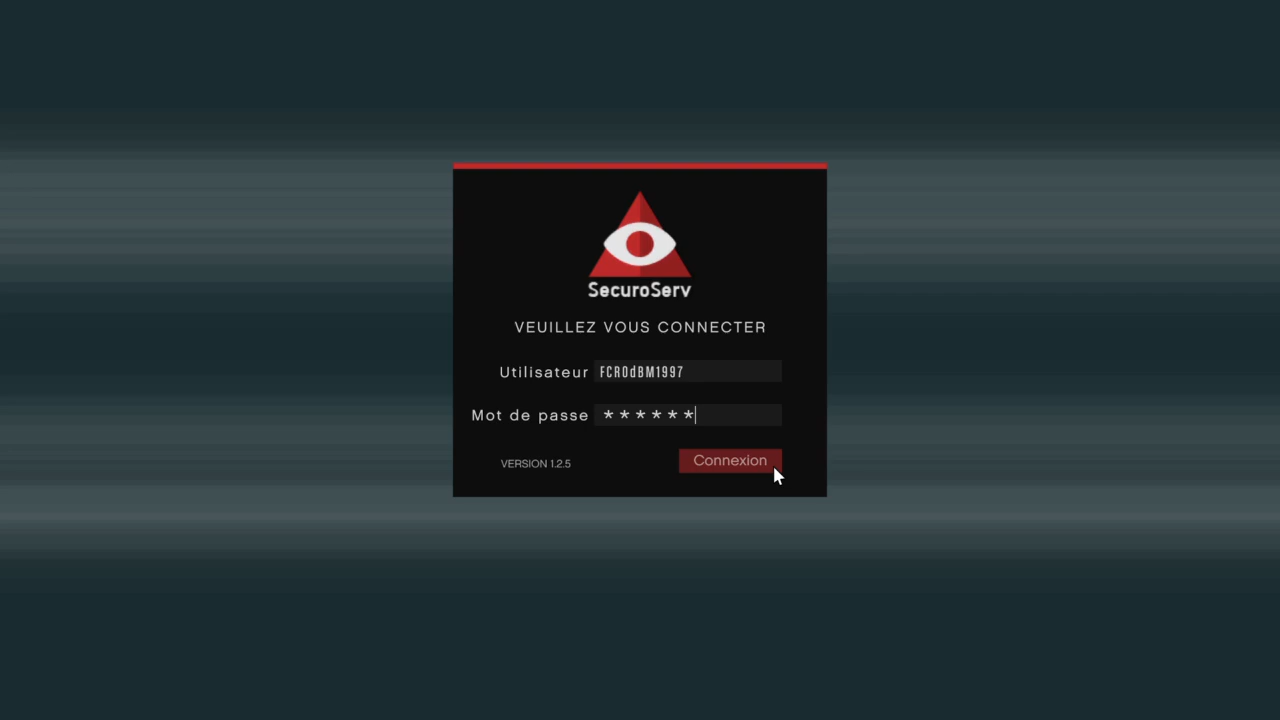 SecuroServ
VEUILLEZ VOUS CONNECTER
Utilisateur FCR0dBM1997
Mot de passe ******
VERSION 1.2.5
Connexion